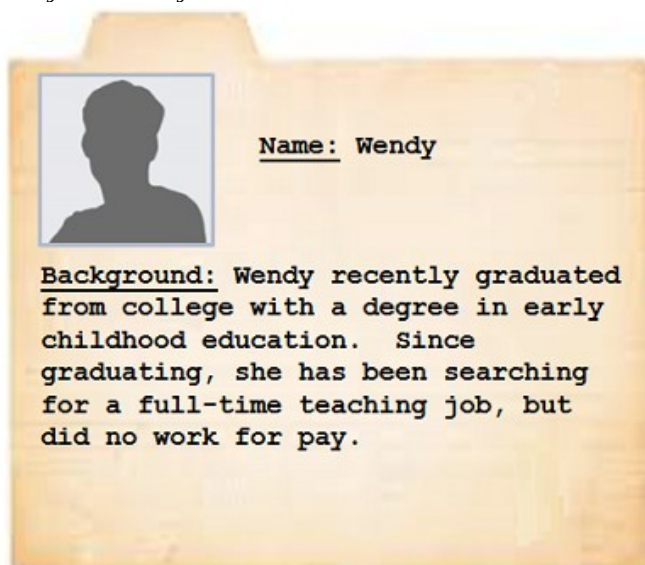 Name: Wendy
Background: Wendy recently graduated
from college with a degree in early
childhood education.  Since
graduating, she has been searching
for a full-time teaching job, but
did no work for pay.